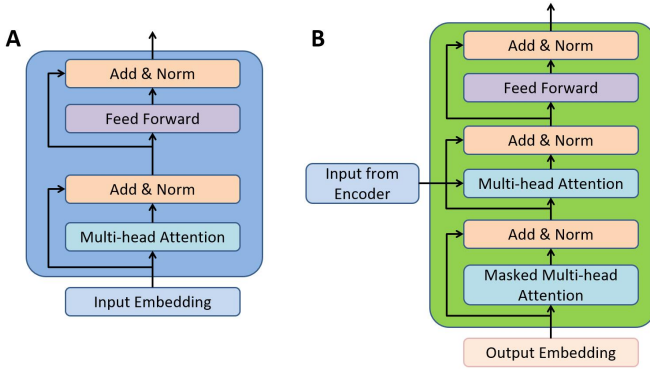 A
Add & Norm
Feed Forward
Add & Norm
Multi-head Attention
Input Embedding
B
Add & Norm
Feed Forward
Add & Norm
Input from
Encoder
Multi-head Attention
Add & Norm
Masked Multi-head
Attention
Output Embedding